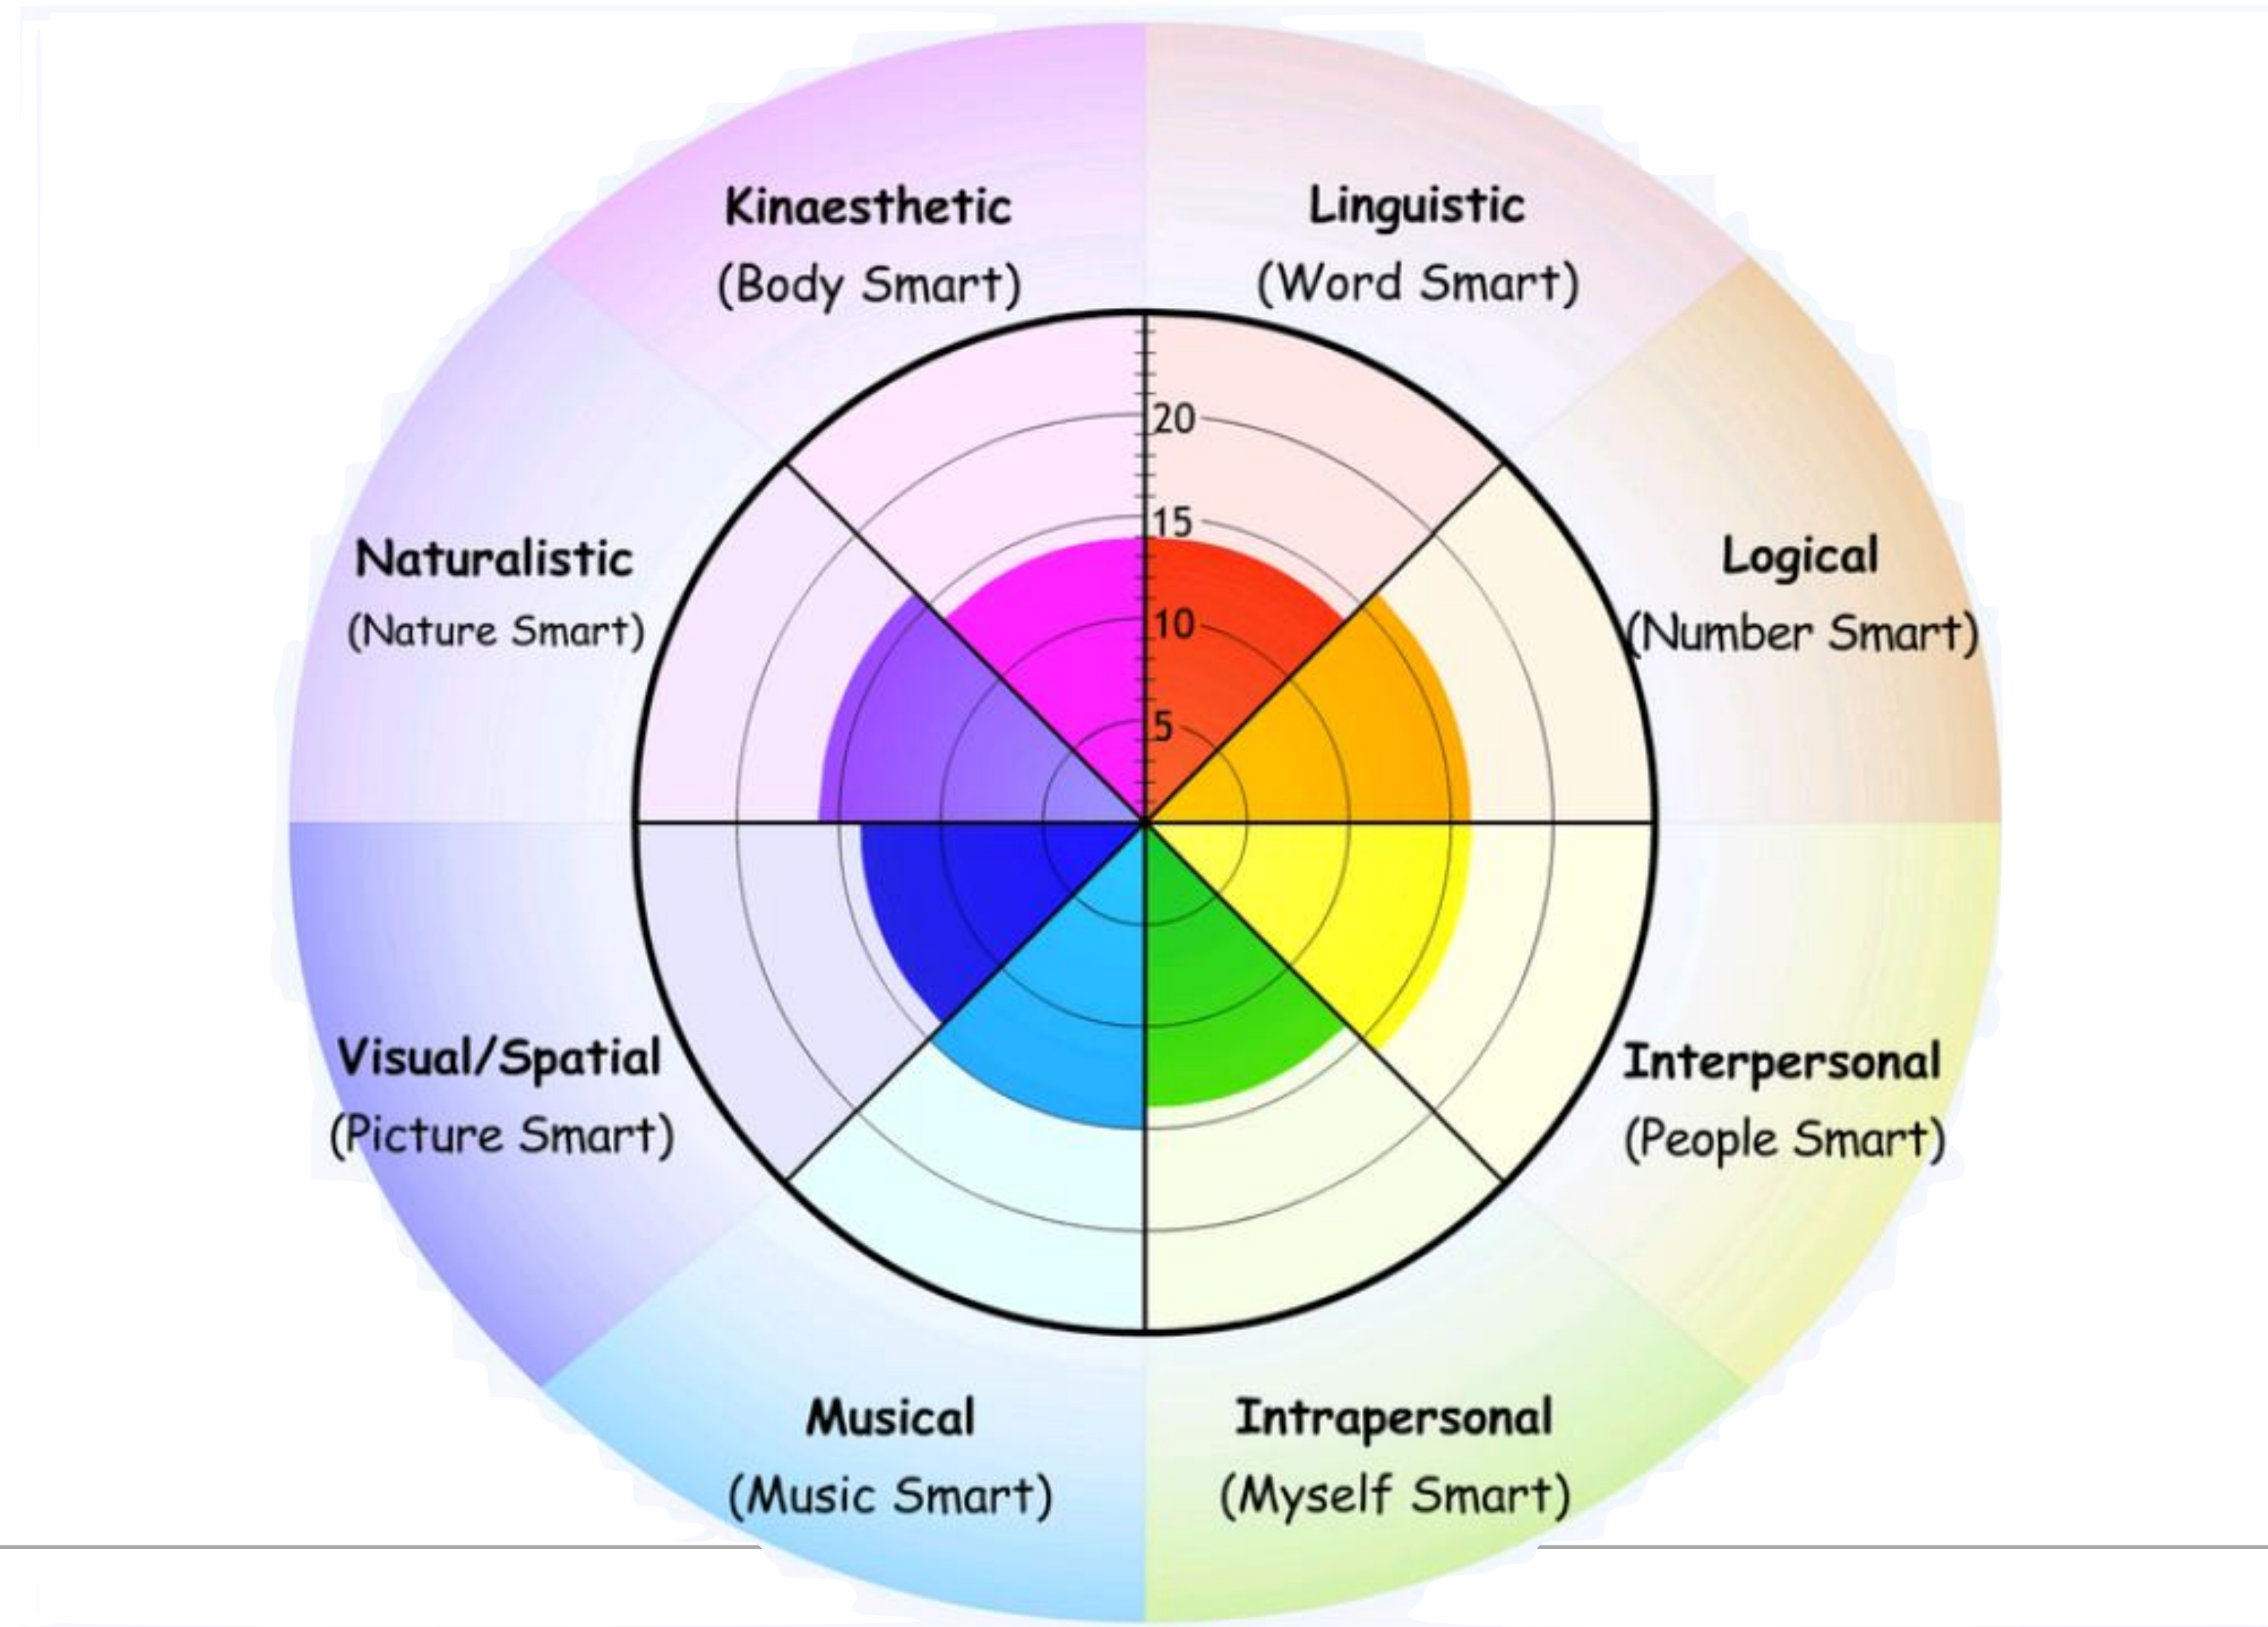 Kinaesthetic
(Body Smart)
Linguistic
(Word Smart)
Naturalistic
(Nature Smart)
Logical
(Number Smart)
20
15
10
5
Visual/Spatial
(Picture Smart)
Interpersonal
(People Smart)
Musical
(Music Smart)
Intrapersonal
(Myself Smart)